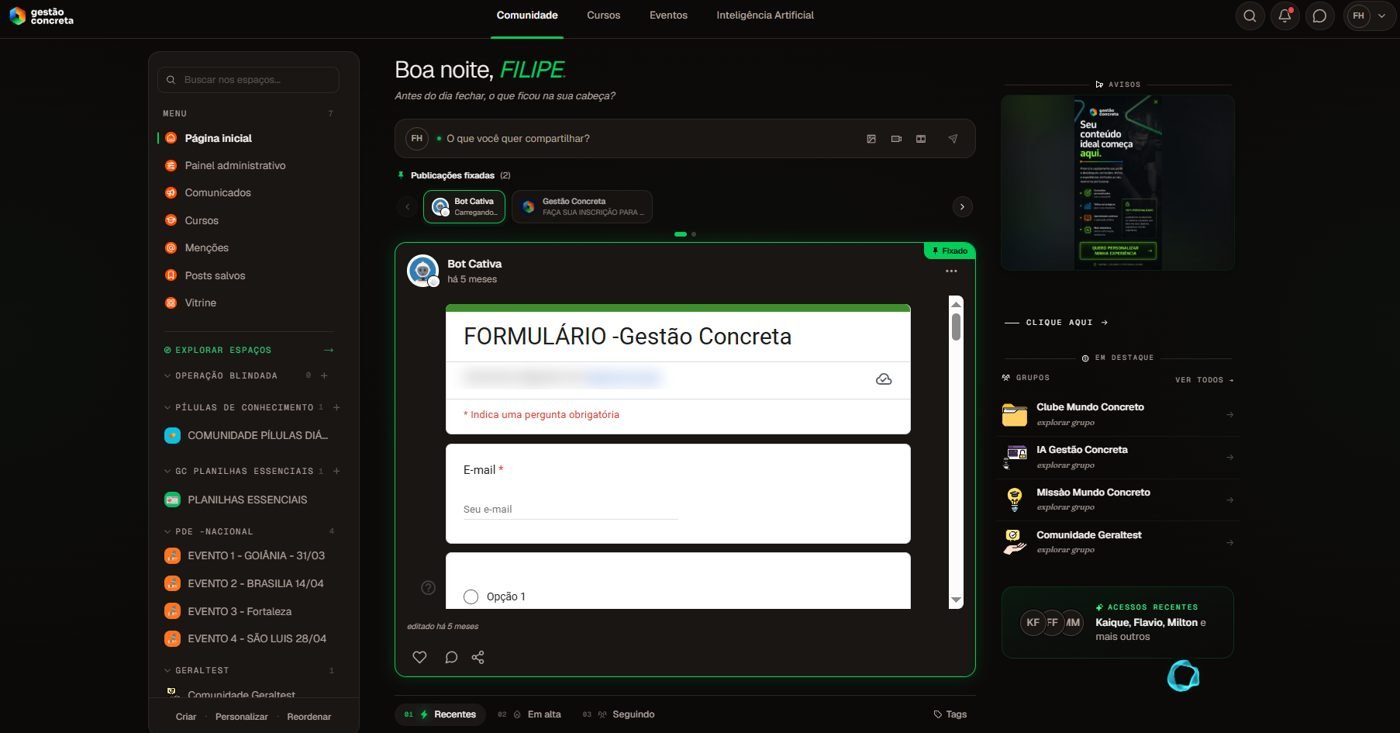 gestão
concreta
Comunidade
Cursos
Eventos
Inteligência Artificial
FH
Buscar nos espaços...
MENU 7
Página inicial
Painel administrativo
Comunicados
Cursos
Menções
Posts salvos
Vitrine
EXPLORAR ESPAÇOS →
OPERAÇÃO BLINDADA 0 +
PÍLULAS DE CONHECIMENTO 1 +
COMUNIDADE PÍLULAS DIÁ...
GC PLANILHAS ESSENCIAIS 1 +
PLANILHAS ESSENCIAIS
PDE -NACIONAL 4
EVENTO 1 - GOIÂNIA - 31/03
EVENTO 2 - BRASILIA 14/04
EVENTO 3 - Fortaleza
EVENTO 4 - SÃO LUIS 28/04
GERALTEST 1
Comunidade Geraltest
Criar · Personalizar · Reordenar
Boa noite, FILIPE.
Antes do dia fechar, o que ficou na sua cabeça?
FH
O que você quer compartilhar?
Publicações fixadas (2)
Bot Cativa
Carregando...
Gestão Concreta
FAÇA SUA INSCRIÇÃO PARA ...
Fixado
Bot Cativa
há 5 meses
FORMULÁRIO -Gestão Concreta
* Indica uma pergunta obrigatória
E-mail *
Seu e-mail
Opção 1
editado há 5 meses
01 Recentes
02 Em alta
03 Seguindo
Tags
AVISOS
gestão
concreta
Seu
conteúdo
ideal começa
aqui.
QUERO PERSONALIZAR
MINHA EXPERIÊNCIA
CLIQUE AQUI →
EM DESTAQUE
GRUPOS
VER TODOS →
Clube Mundo Concreto
explorar grupo
IA Gestão Concreta
explorar grupo
Missào Mundo Concreto
explorar grupo
Comunidade Geraltest
explorar grupo
KF FF MM
ACESSOS RECENTES
Kaique, Flavio, Milton e
mais outros